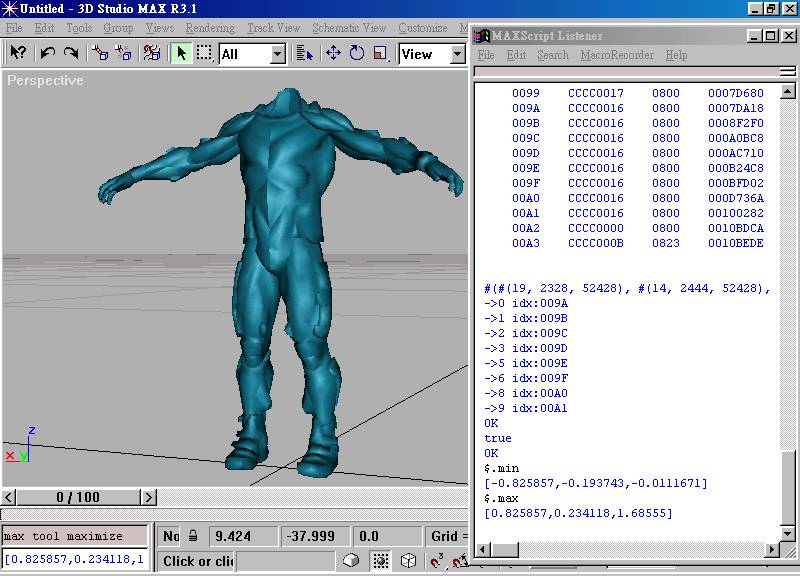 Untitled - 3D Studio MAX R3.1
File Edit Tools Group Views Rendering Track View Schematic View Customize
All View
Perspective
z
x y
0 / 100
max tool maximize
[0.825857,0.234118,1
No 9.424 -37.999 0.0 Grid =
Click or clic
MAXScript Listener
File Edit Search MacroRecorder Help
0099 CCCC0017 0800 0007D680
009A CCCC0016 0800 0007DA18
009B CCCC0016 0800 0008F2F0
009C CCCC0016 0800 000A0BC8
009D CCCC0016 0800 000AC710
009E CCCC0016 0800 000B24C8
009F CCCC0016 0800 000BFD02
00A0 CCCC0016 0800 000D736A
00A1 CCCC0016 0800 00100282
00A2 CCCC0000 0800 0010BDCA
00A3 CCCC000B 0823 0010BEDE
#(#(19, 2328, 52428), #(14, 2444, 52428),
->0 idx:009A
->1 idx:009B
->2 idx:009C
->3 idx:009D
->5 idx:009E
->6 idx:009F
->8 idx:00A0
->9 idx:00A1
OK
true
OK
$.min
[-0.825857,-0.193743,-0.0111671]
$.max
[0.825857,0.234118,1.68555]